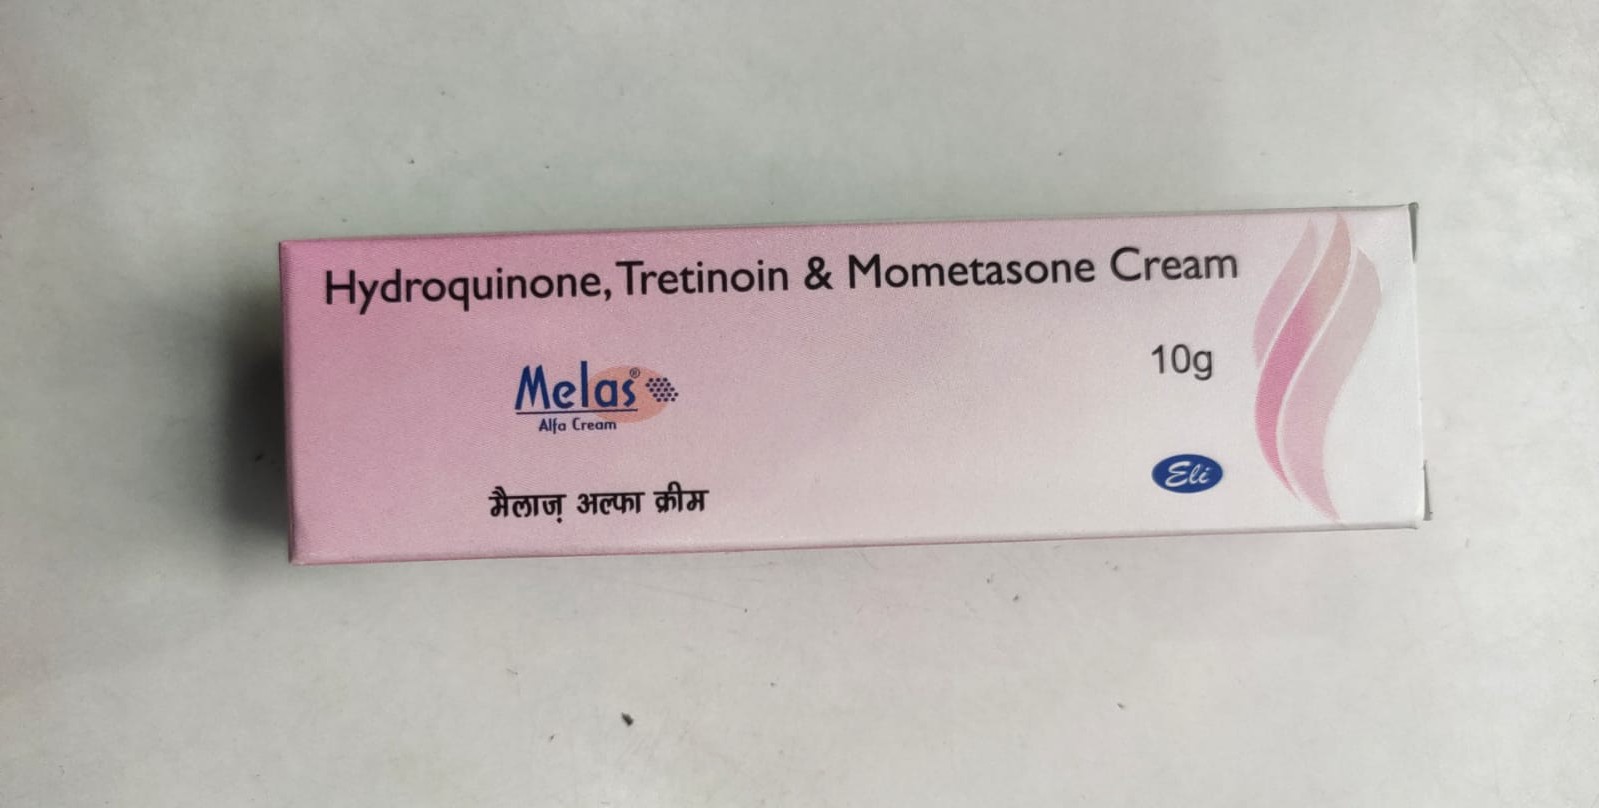 Hydroquinone, Tretinoin & Mometasone Cream
10g
Melas®
Alfa Cream
मैलाज़ अल्फा क्रीम
Eli